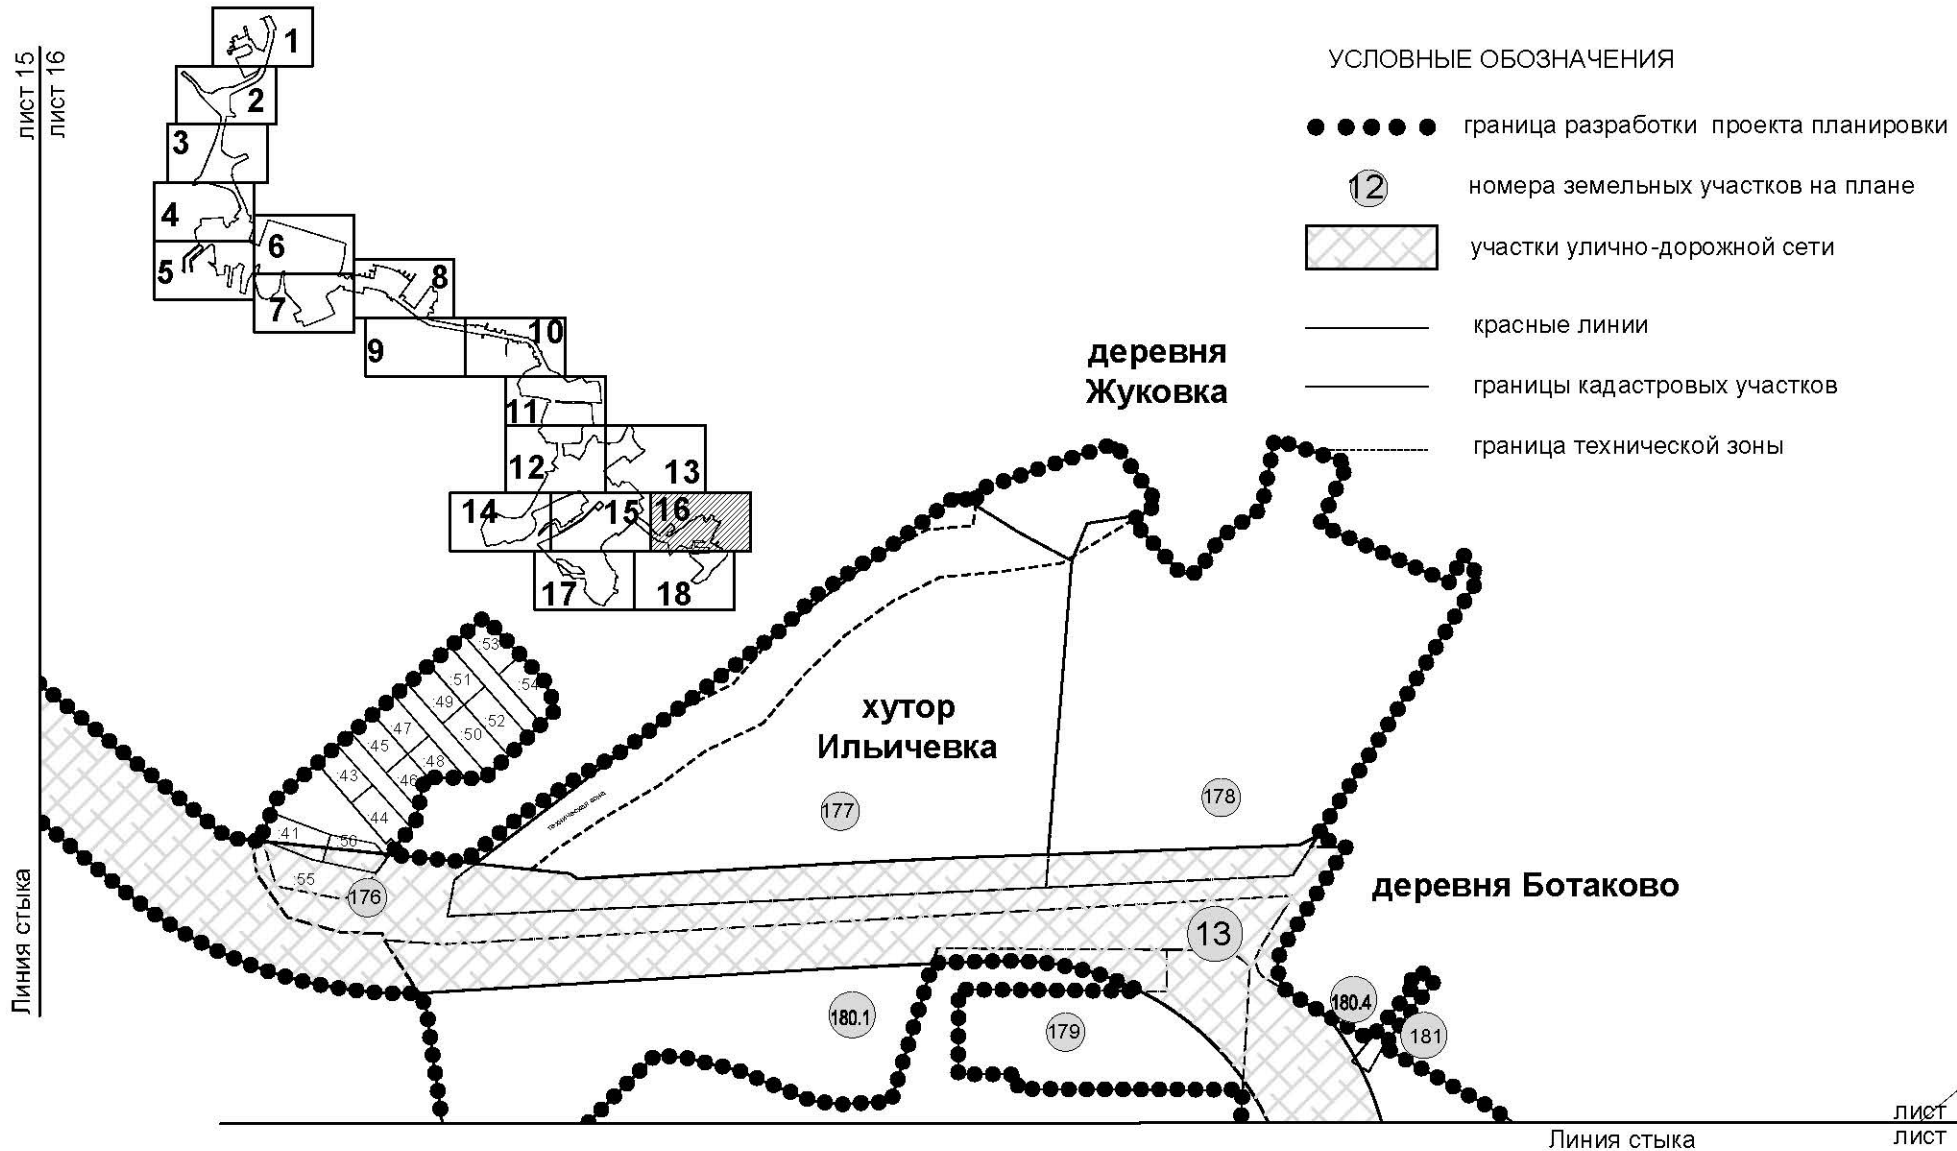 лист 15
лист 16
1
2
3
4
5
6
7
8
9
10
11
12
13
14
15
16
17
18
УСЛОВНЫЕ ОБОЗНАЧЕНИЯ
граница разработки проекта планировки
12
номера земельных участков на плане
участки улично-дорожной сети
красные линии
границы кадастровых участков
граница технической зоны
деревня
Жуковка
хутор
Ильичевка
177
178
техническая зона
:53
:54
:51
:49
:52
:50
:47
:45
:48
:46
:43
:44
:41
:56
:55
176
деревня Ботаково
13
180.1
179
180.4
181
Линия стыка
лист
лист
Линия стыка